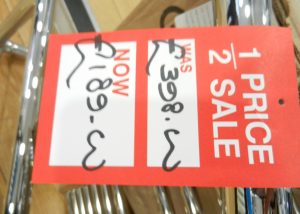 1/2 PRICE SALE
WAS
£398.
NOW
£189.